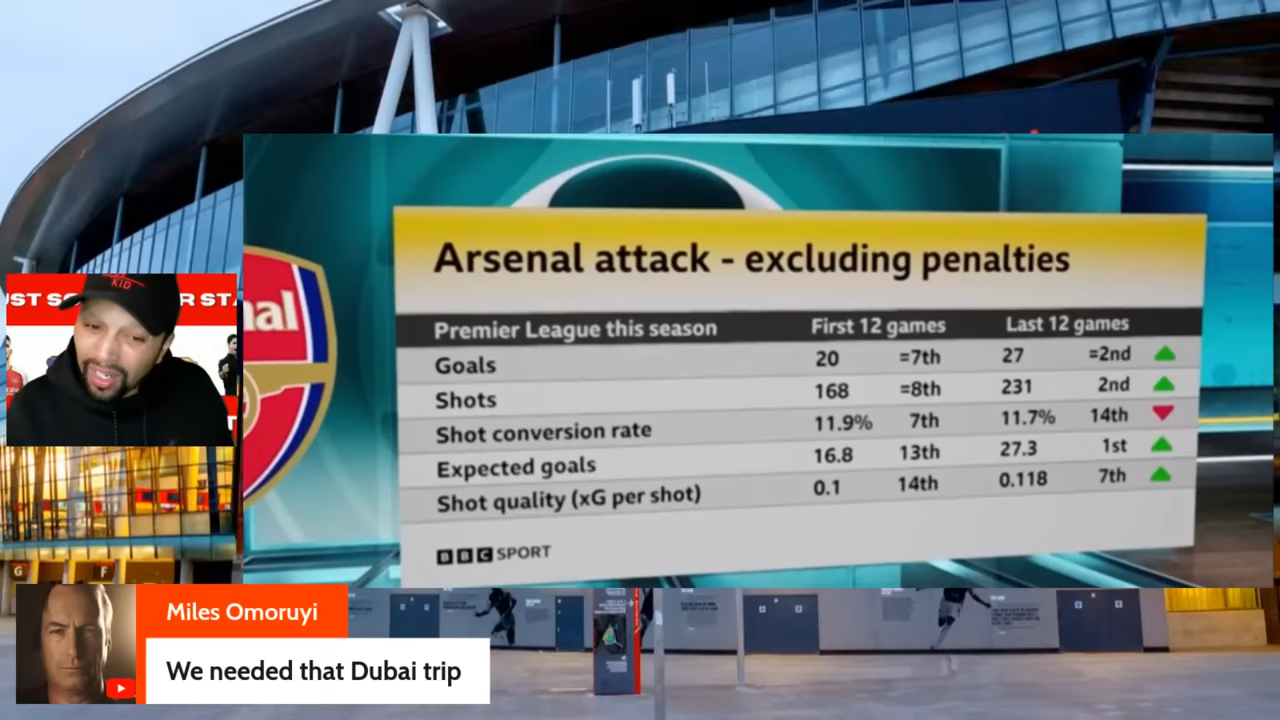 Arsenal attack - excluding penalties
Premier League this season First 12 games Last 12 games
Goals 20 =7th 27 =2nd
Shots 168 =8th 231 2nd
Shot conversion rate 11.9% 7th 11.7% 14th
Expected goals 16.8 13th 27.3 1st
Shot quality (xG per shot) 0.1 14th 0.118 7th
BBC SPORT
nal
KID
G F
Miles Omoruyi
We needed that Dubai trip